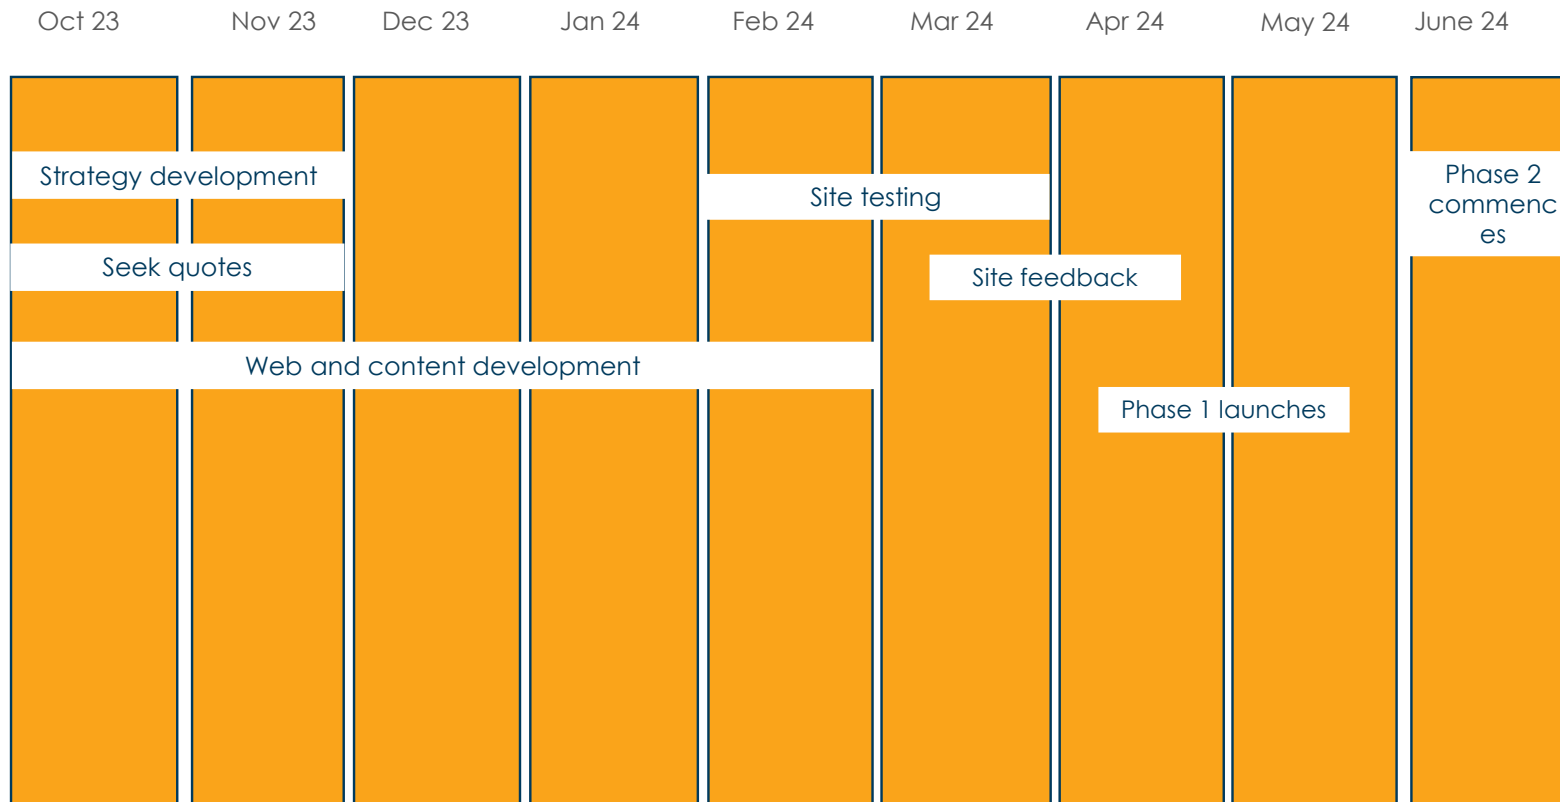 Oct 23
Nov 23
Dec 23
Jan 24
Feb 24
Mar 24
Apr 24
May 24
June 24
Strategy development
Site testing
Phase 2
commenc
es
Seek quotes
Site feedback
Web and content development
Phase 1 launches